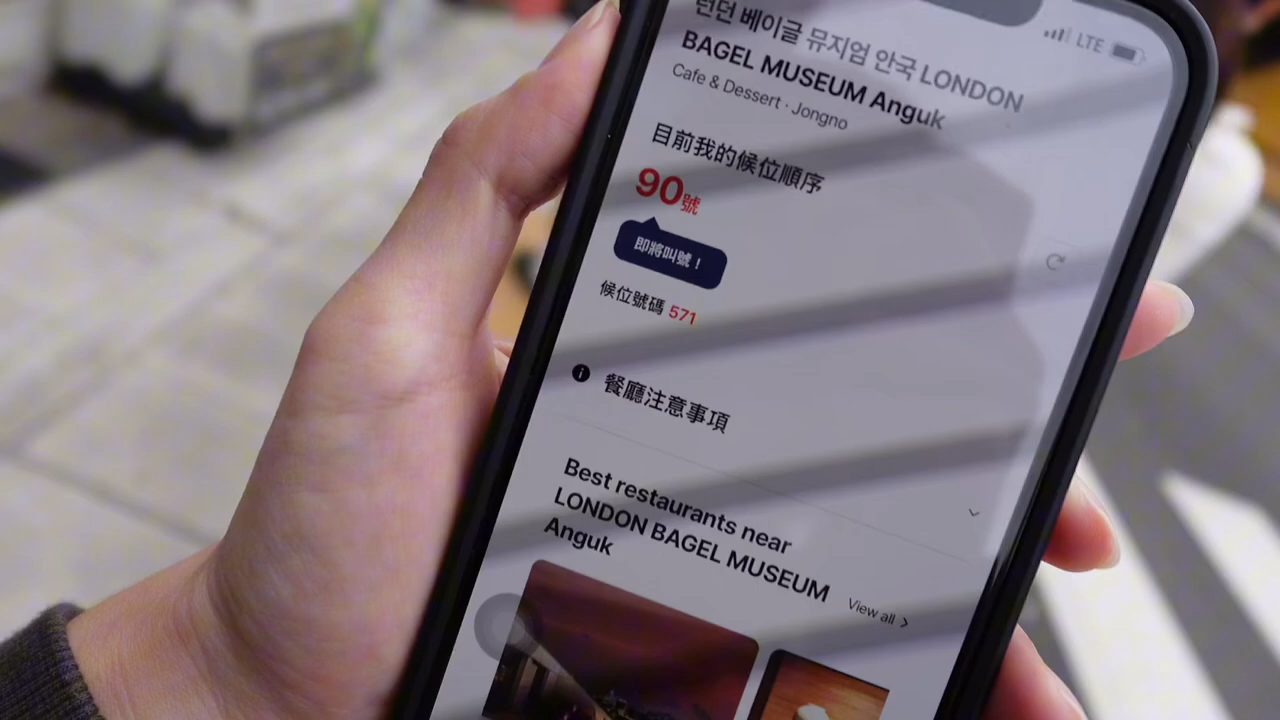 런던 베이글 뮤지엄 안국 LONDON
BAGEL MUSEUM Anguk
LTE
Cafe & Dessert · Jongno
目前我的候位順序
90號
即將叫號！
候位號碼 571
餐廳注意事項
Best restaurants near
LONDON BAGEL MUSEUM
Anguk
View all